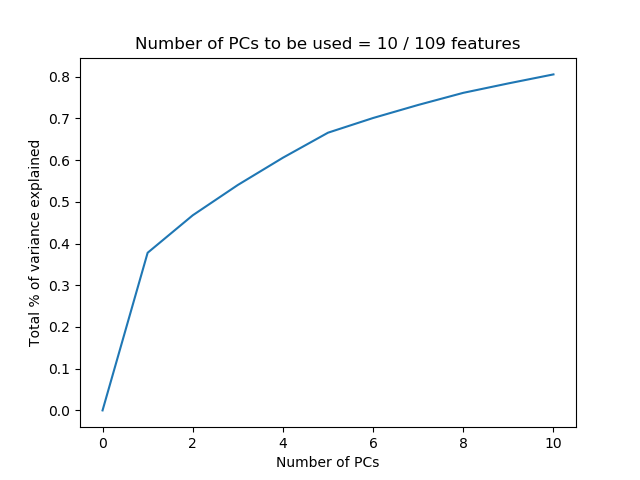 Number of PCs to be used = 10 / 109 features
Total % of variance explained
0.8
0.7
0.6
0.5
0.4
0.3
0.2
0.1
0.0
0 2 4 6 8 10
Number of PCs